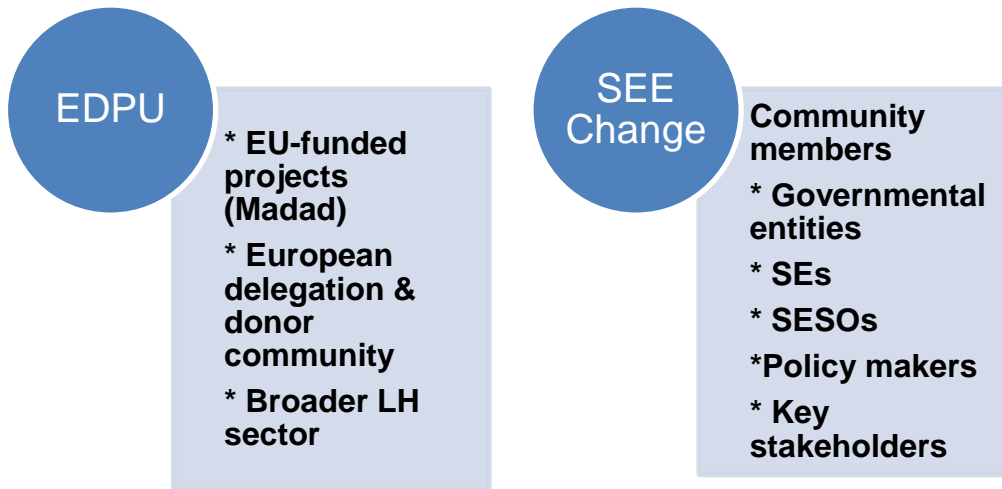 EDPU
* EU-funded
projects
(Madad)
* European
delegation &
donor
community
* Broader LH
sector
SEE
Change
Community
members
* Governmental
entities
* SEs
* SESOs
*Policy makers
* Key
stakeholders